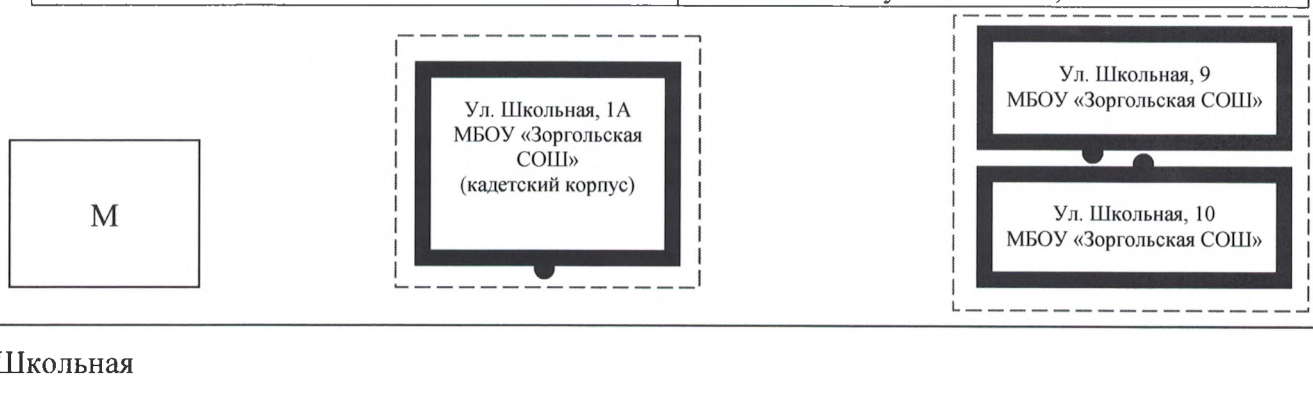 Ул. Школьная, 9
МБОУ «Зоргольская СОШ»
Ул. Школьная, 1А
МБОУ «Зоргольская
СОШ»
(кадетский корпус)
М
Ул. Школьная, 10
МБОУ «Зоргольская СОШ»
Школьная